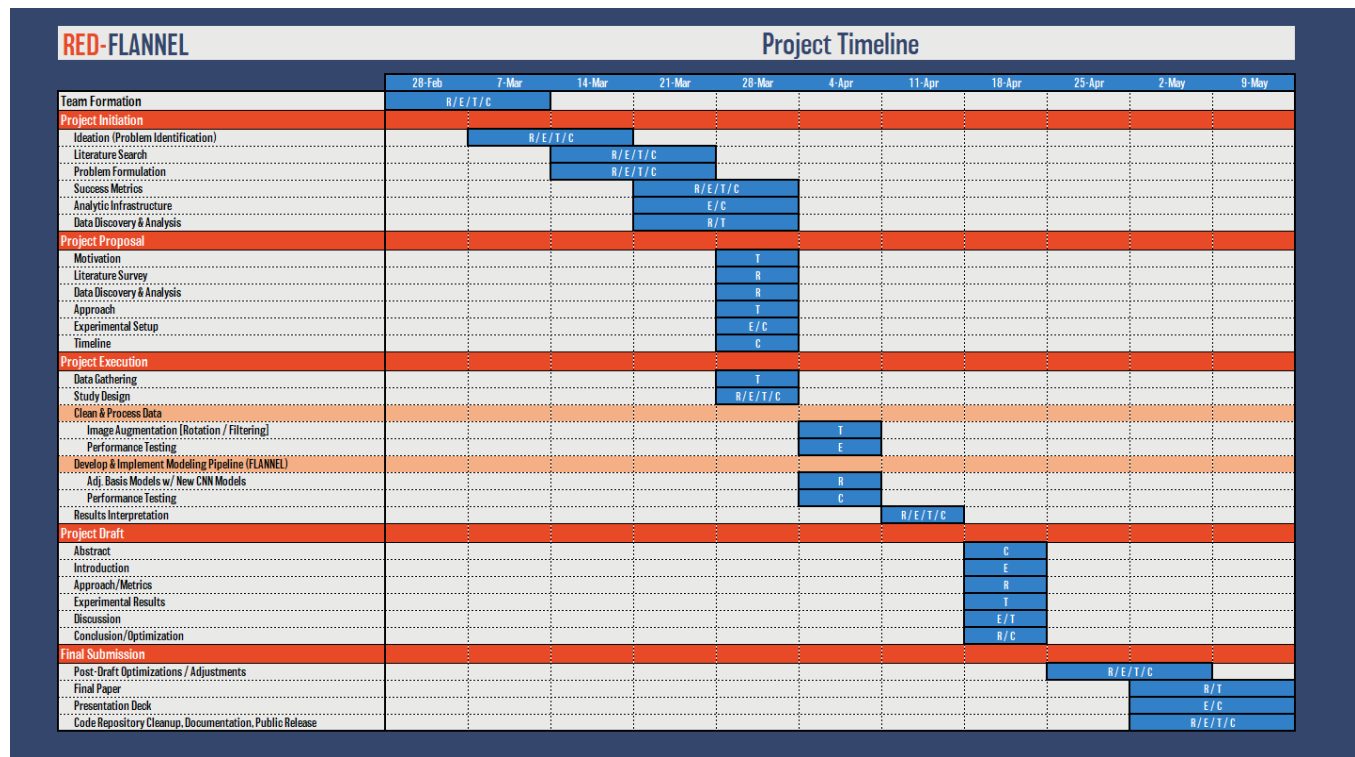 RED-FLANNEL Project Timeline
28-Feb 7-Mar 14-Mar 21-Mar 28-Mar 4-Apr 11-Apr 18-Apr 25-Apr 2-May 9-May
Team Formation R / E / T / C
Project Initiation
Ideation (Problem Identification) R / E / T / C
Literature Search R / E / T / C
Problem Formulation R / E / T / C
Success Metrics R / E / T / C
Analytic Infrastructure E / C
Data Discovery & Analysis R / T
Project Proposal
Motivation T
Literature Survey R
Data Discovery & Analysis R
Approach T
Experimental Setup E / C
Timeline C
Project Execution
Data Gathering T
Study Design R / E / T / C
Clean & Process Data
Image Augmentation [Rotation / Filtering] T
Performance Testing E
Develop & Implement Modeling Pipeline (FLANNEL)
Adj. Basis Models w/ New CNN Models R
Performance Testing C
Results Interpretation R / E / T / C
Project Draft
Abstract C
Introduction E
Approach/Metrics R
Experimental Results T
Discussion E / T
Conclusion/Optimization R / C
Final Submission
Post-Draft Optimizations / Adjustments R / E / T / C
Final Paper R / T
Presentation Deck E / C
Code Repository Cleanup, Documentation, Public Release R / E / T / C